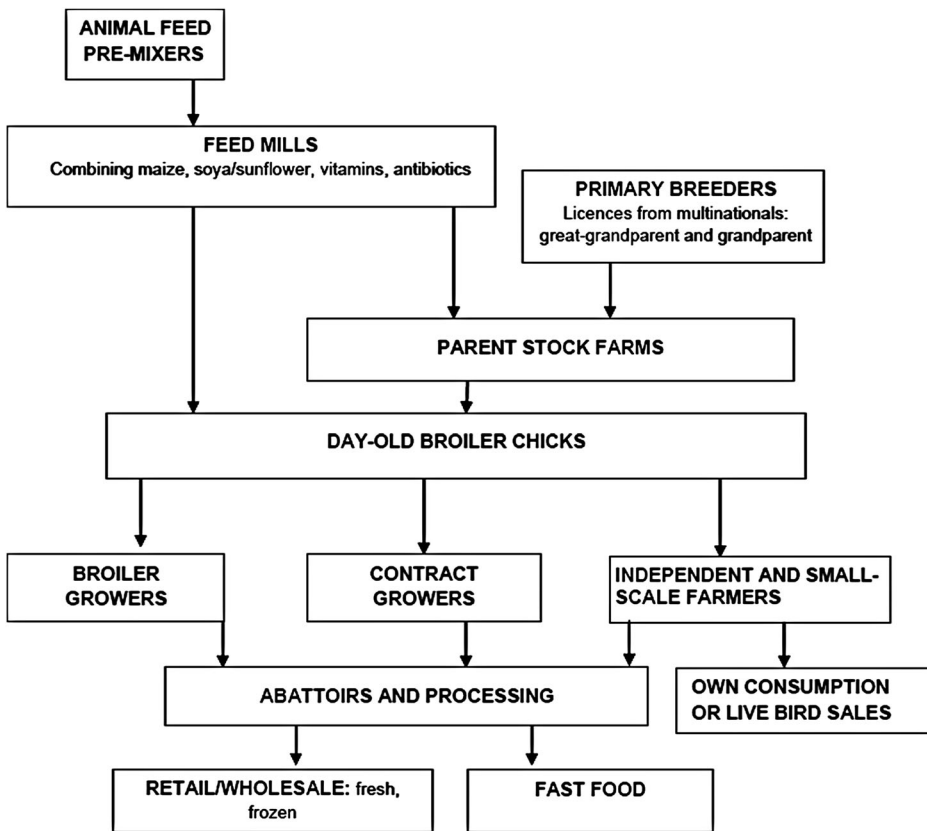 ANIMAL FEED
PRE-MIXERS
FEED MILLS
Combining maize, soya/sunflower, vitamins, antibiotics
PRIMARY BREEDERS
Licences from multinationals:
great-grandparent and grandparent
PARENT STOCK FARMS
DAY-OLD BROILER CHICKS
BROILER
GROWERS
CONTRACT
GROWERS
INDEPENDENT AND SMALL-
SCALE FARMERS
ABATTOIRS AND PROCESSING
OWN CONSUMPTION
OR LIVE BIRD SALES
RETAIL/WHOLESALE: fresh,
frozen
FAST FOOD